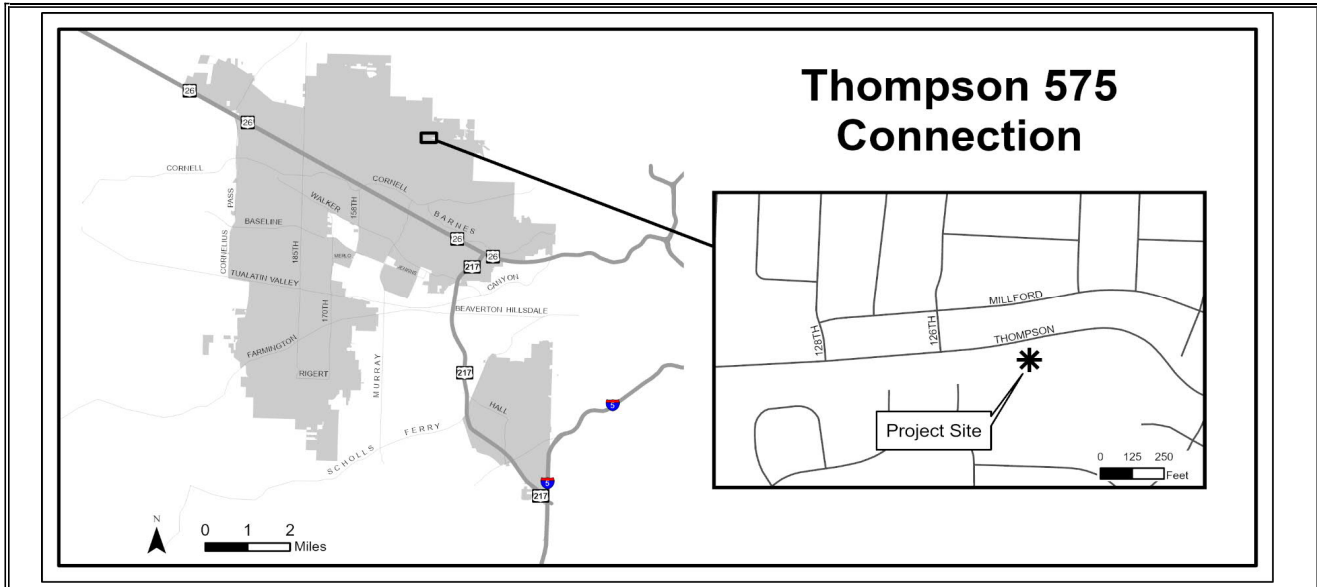 Thompson 575
Connection
26
26
CORNELL
CORNELL
PASS
WALKER
158TH
BARNES
BASELINE
185TH
26
26
217
CORNELIUS
MERLO
JENKINS
TUALATIN VALLEY
CANYON
170TH
BEAVERTON HILLSDALE
FARMINGTON
217
RIGERT
MURRAY
HALL
5
SCHOLLS FERRY
5
217
N
0 1 2
Miles
MILLFORD
128TH
126TH
THOMPSON
Project Site
0 125 250
Feet